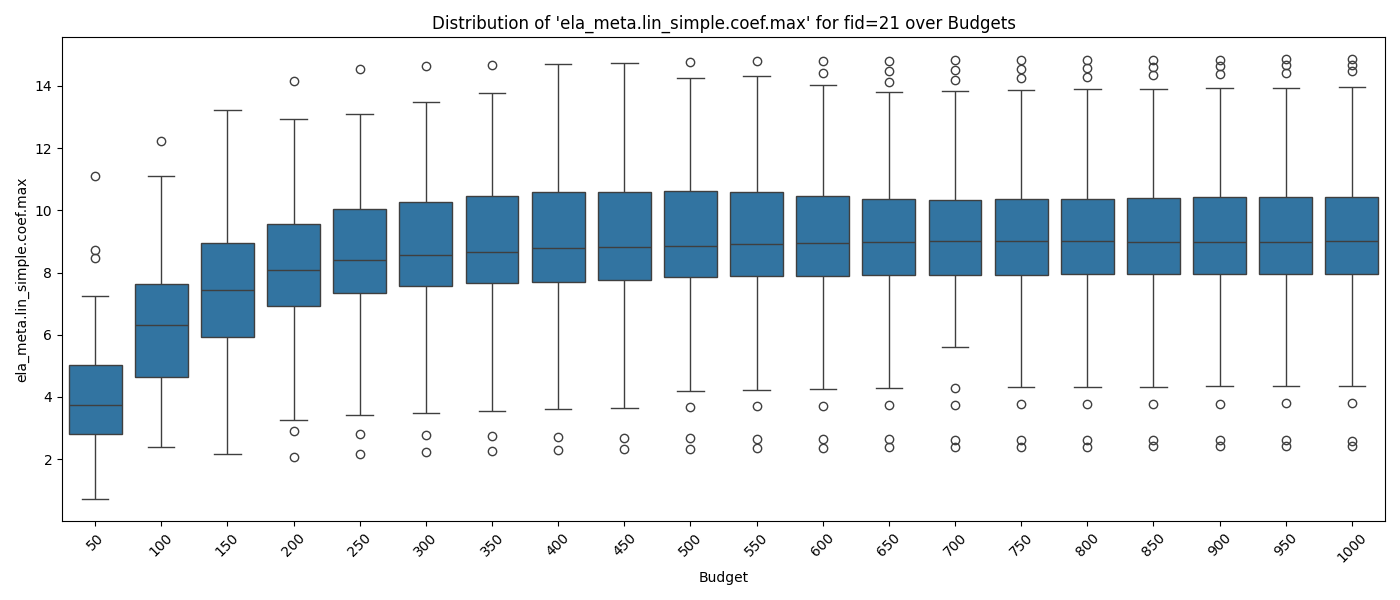 Distribution of 'ela_meta.lin_simple.coef.max' for fid=21 over Budgets
ela_meta.lin_simple.coef.max
14
12
10
8
6
4
2
50 100 150 200 250 300 350 400 450 500 550 600 650 700 750 800 850 900 950 1000
Budget